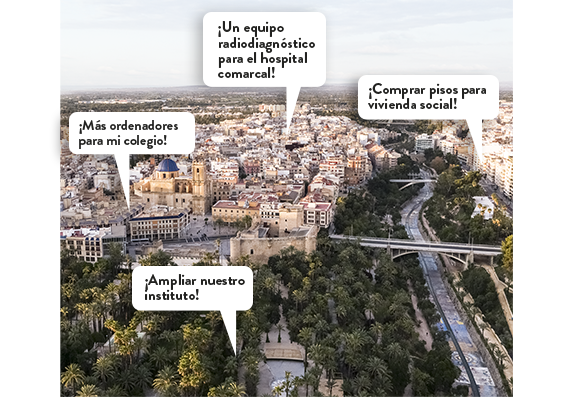 ¡Un equipo
radiodiagnóstico
para el hospital
comarcal!
¡Comprar pisos para
vivienda social!
¡Más ordenadores
para mi colegio!
¡Ampliar nuestro
instituto!